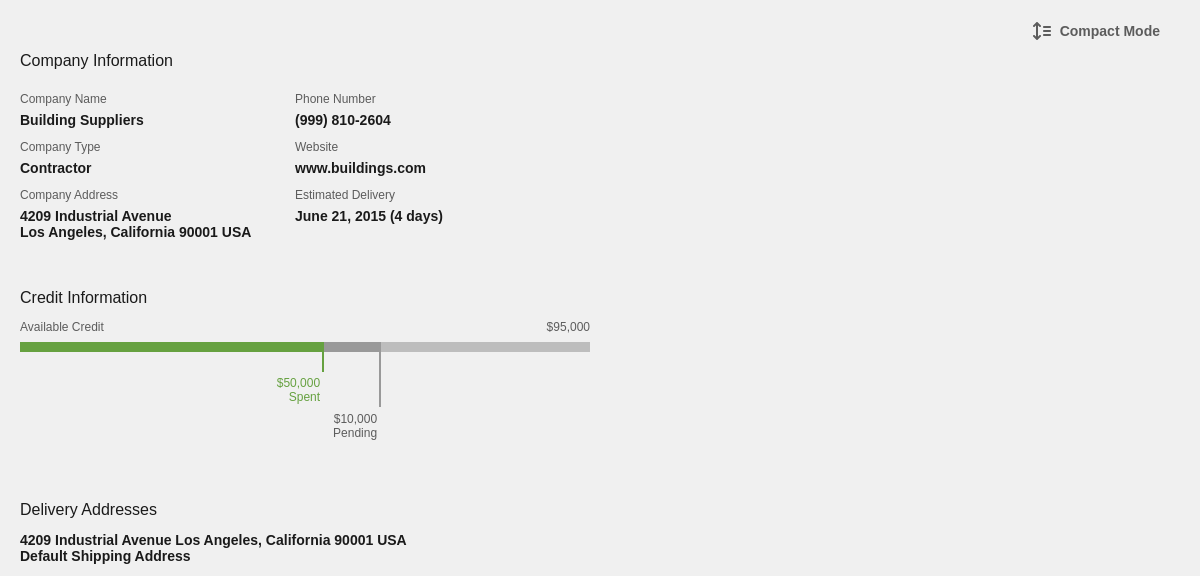 Compact Mode
Company Information
Company Name
Building Suppliers
Phone Number
(999) 810-2604
Company Type
Contractor
Website
www.buildings.com
Company Address
4209 Industrial Avenue
Los Angeles, California 90001 USA
Estimated Delivery
June 21, 2015 (4 days)
Credit Information
Available Credit
$95,000
$50,000
Spent
$10,000
Pending
Delivery Addresses
4209 Industrial Avenue Los Angeles, California 90001 USA
Default Shipping Address